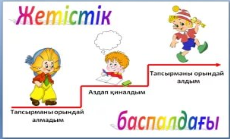 Жетістік
Тапсырманы орындай
алдым
Аздап қиналдым
Тапсырманы орындай
алмадым
баспалдағы